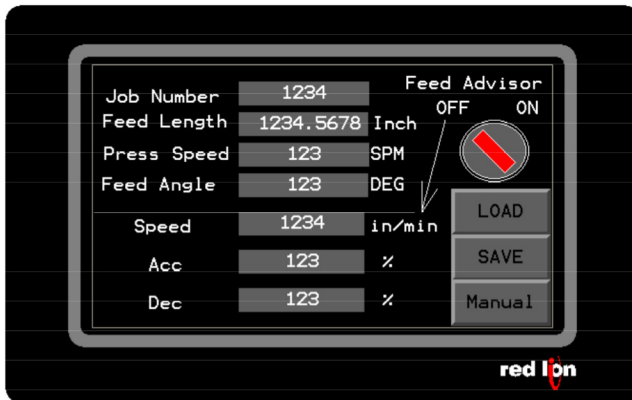 Feed Advisor
OFF ON
Job Number 1234
Feed Length 1234.5678 Inch
Press Speed 123 SPM
Feed Angle 123 DEG
Speed 1234 in/min
Acc 123 %
Dec 123 %
LOAD
SAVE
Manual
red lion